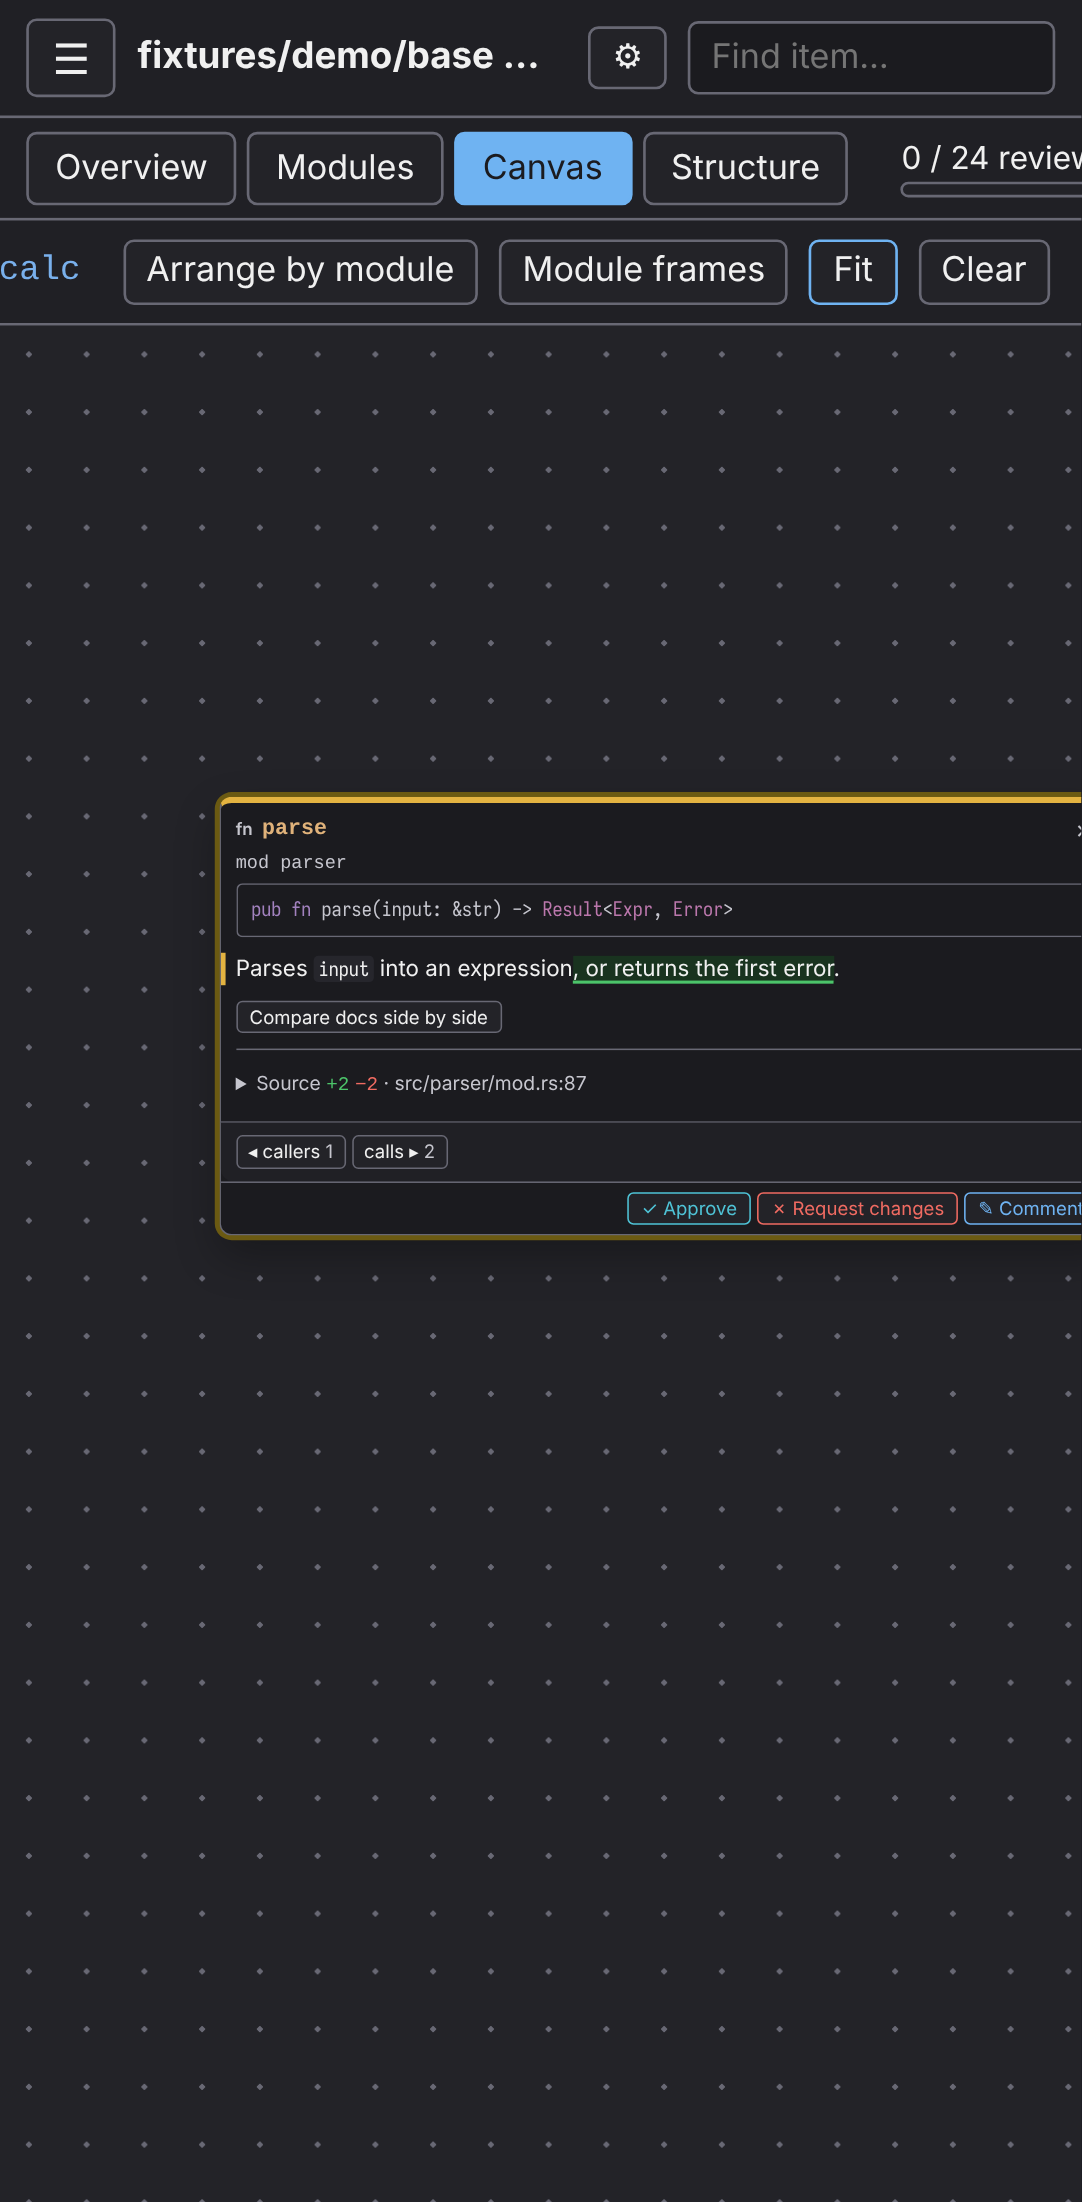 ☰ fixtures/demo/base ... ⚙ Find item...
Overview Modules Canvas Structure 0 / 24 review
calc Arrange by module Module frames Fit Clear
fn parse
mod parser
pub fn parse(input: &str) -> Result<Expr, Error>
Parses input into an expression, or returns the first error.
Compare docs side by side
▶ Source +2 −2 · src/parser/mod.rs:87
◂ callers 1 calls ▸ 2
✓ Approve × Request changes ✎ Comment